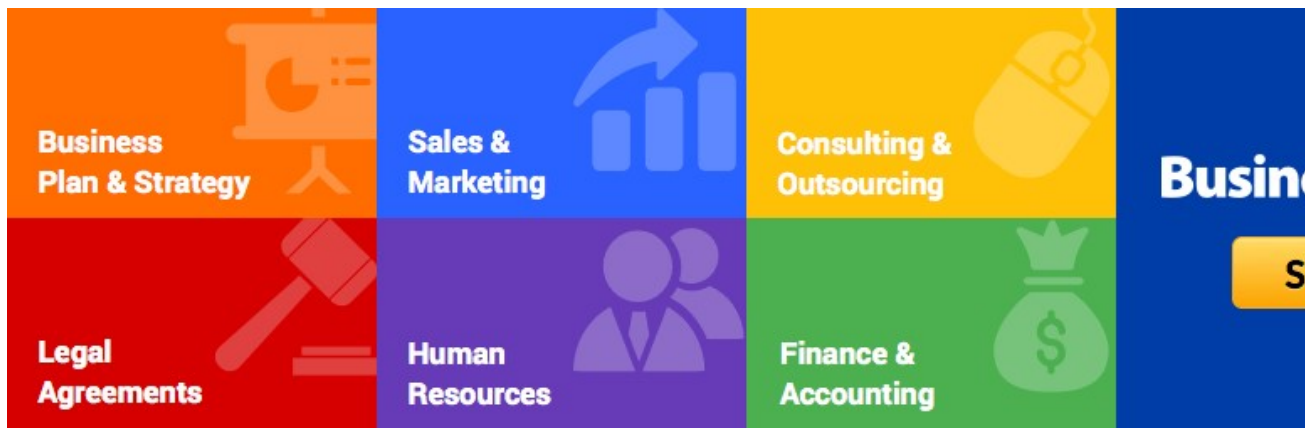 Business
Plan & Strategy
Sales &
Marketing
Consulting &
Outsourcing
Legal
Agreements
Human
Resources
Finance &
Accounting
$